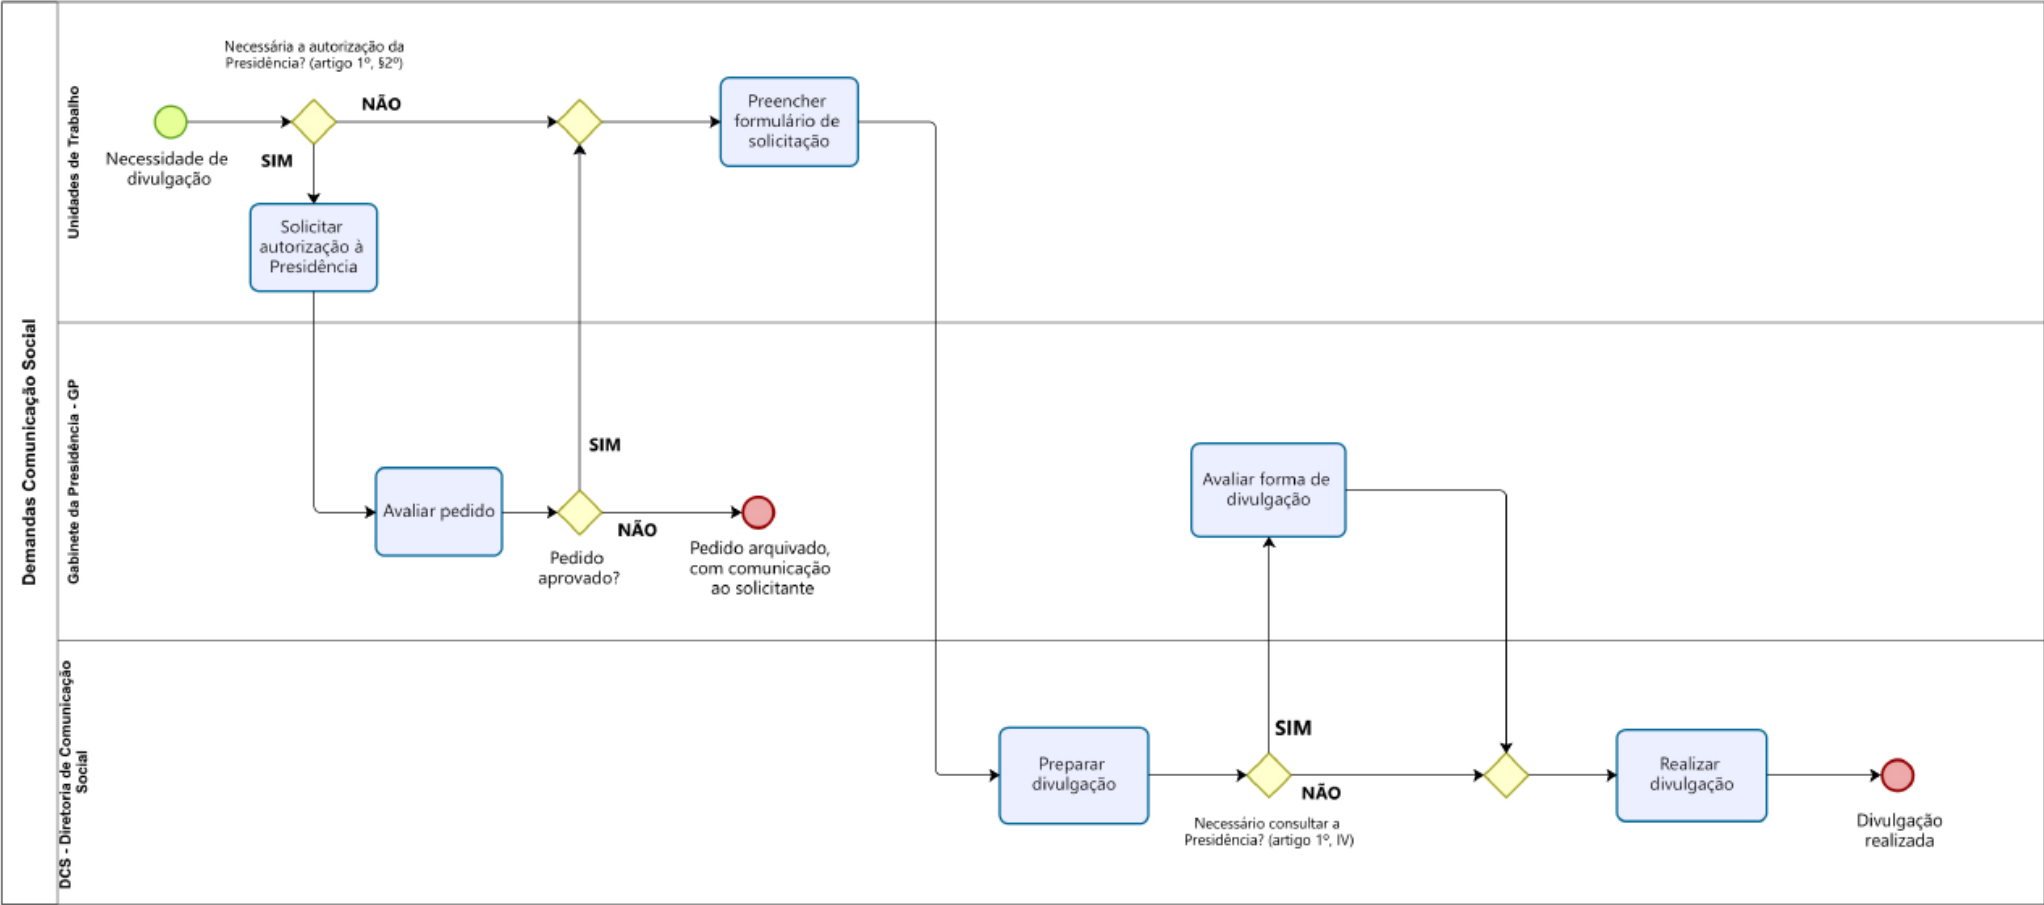 Demandas Comunicação Social
Unidades de Trabalho
Necessária a autorização da
Presidência? (artigo 1º, §2º)
NÃO
SIM
Necessidade de
divulgação
Solicitar
autorização à
Presidência
Preencher
formulário de
solicitação
Gabinete da Presidência - GP
Avaliar pedido
SIM
NÃO
Pedido
aprovado?
Pedido arquivado,
com comunicação
ao solicitante
Avaliar forma de
divulgação
DCS - Diretoria de Comunicação
Social
Preparar
divulgação
SIM
NÃO
Necessário consultar a
Presidência? (artigo 1º, IV)
Realizar
divulgação
Divulgação
realizada